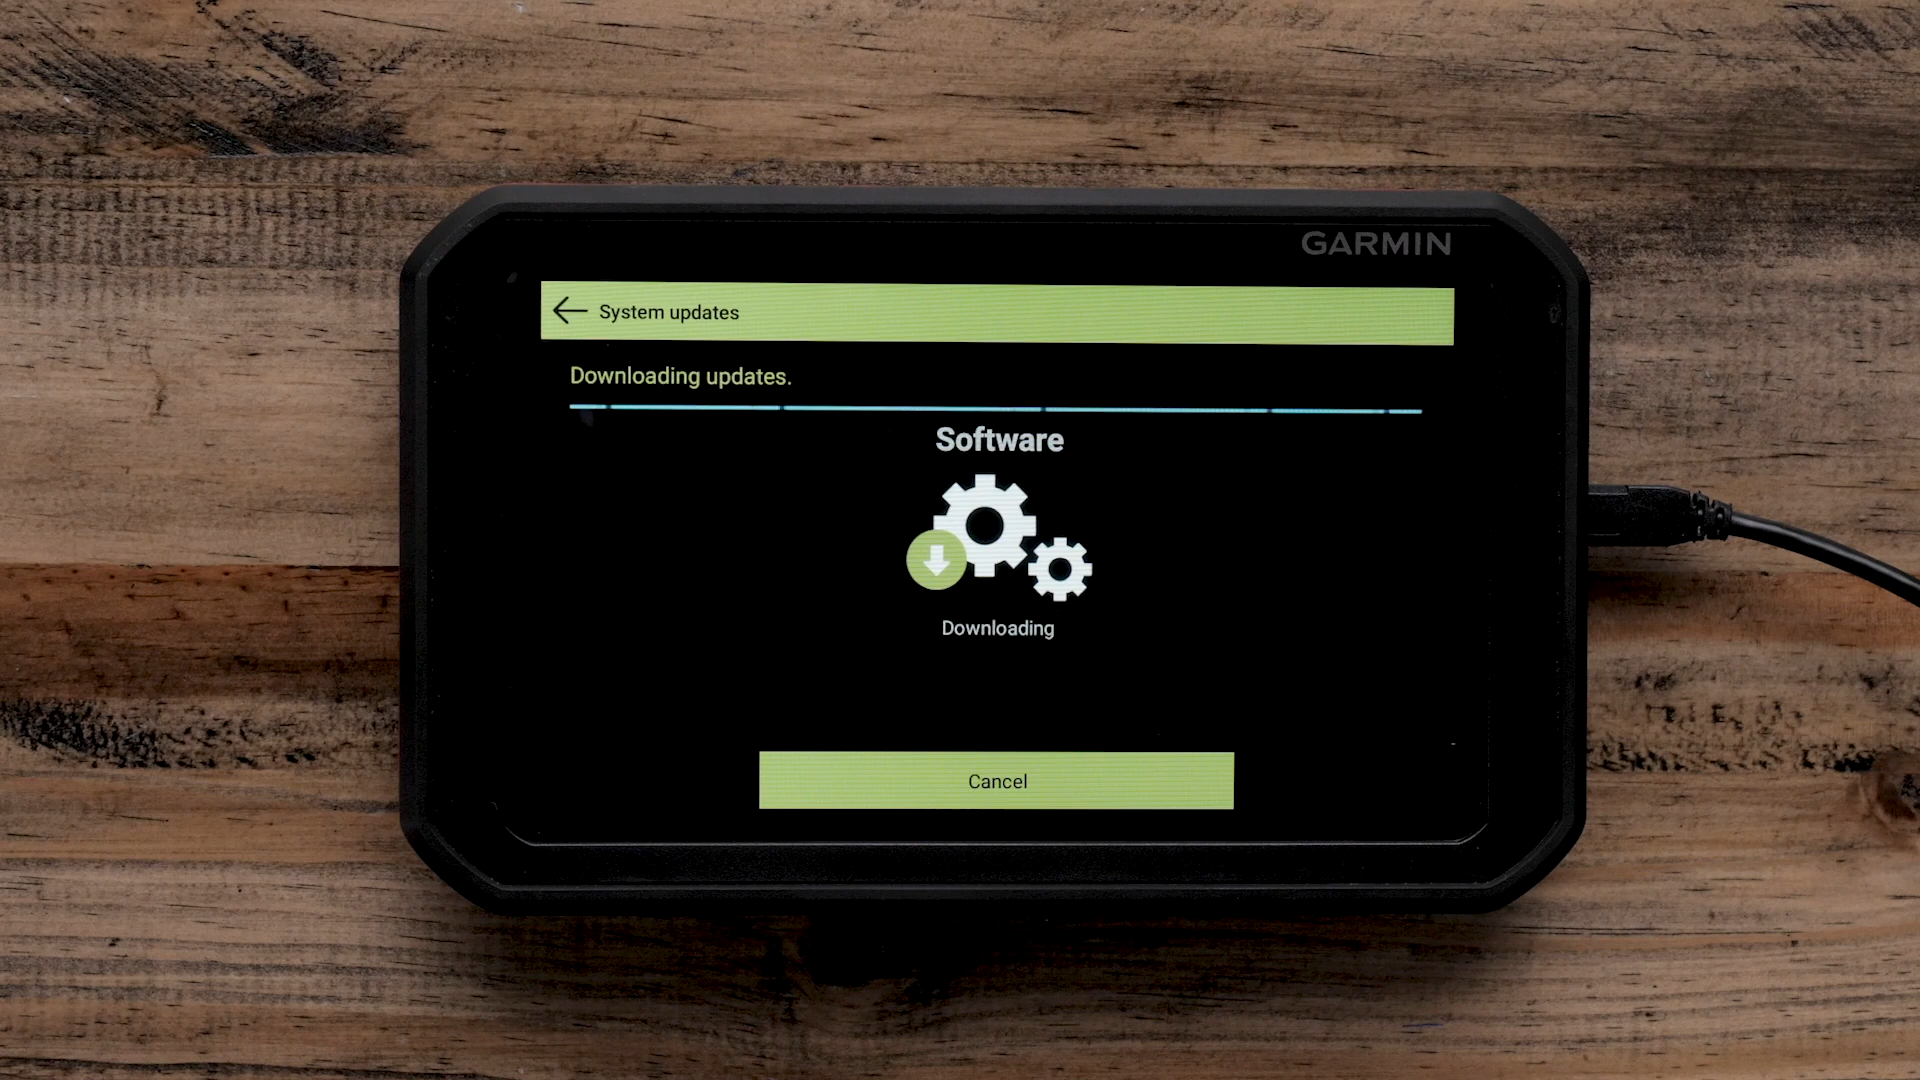 GARMIN
System updates
Downloading updates.
Software
Downloading
Cancel